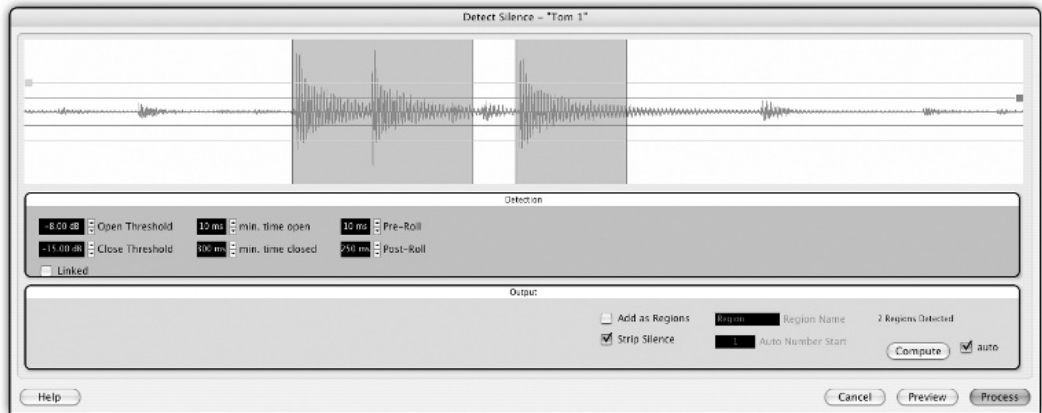 Detect Silence – "Tom 1"
Detection
-8.00 dB Open Threshold 10 ms min. time open 10 ms Pre-Roll
-15.00 dB Close Threshold 300 ms min. time closed 250 ms Post-Roll
Linked
Output
Add as Regions Region Region Name 2 Regions Detected
Strip Silence 1 Auto Number Start
Compute auto
Help Cancel Preview Process